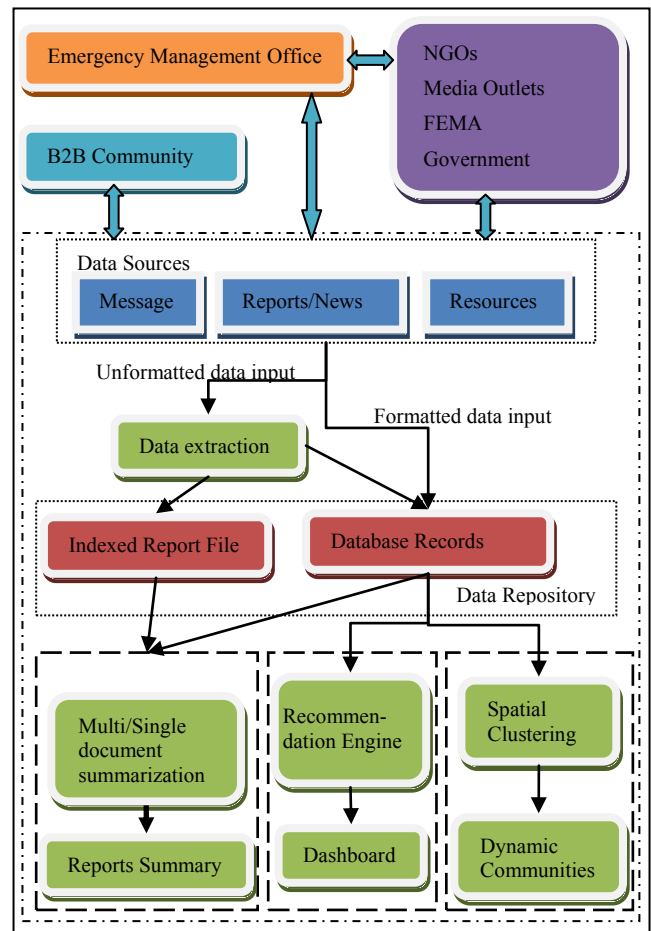 Emergency Management Office
NGOs
Media Outlets
FEMA
Government
B2B Community
Data Sources
Message
Reports/News
Resources
Unformatted data input
Formatted data input
Data extraction
Indexed Report File
Database Records
Data Repository
Multi/Single
document
summarization
Recommen-
dation Engine
Spatial
Clustering
Reports Summary
Dashboard
Dynamic
Communities